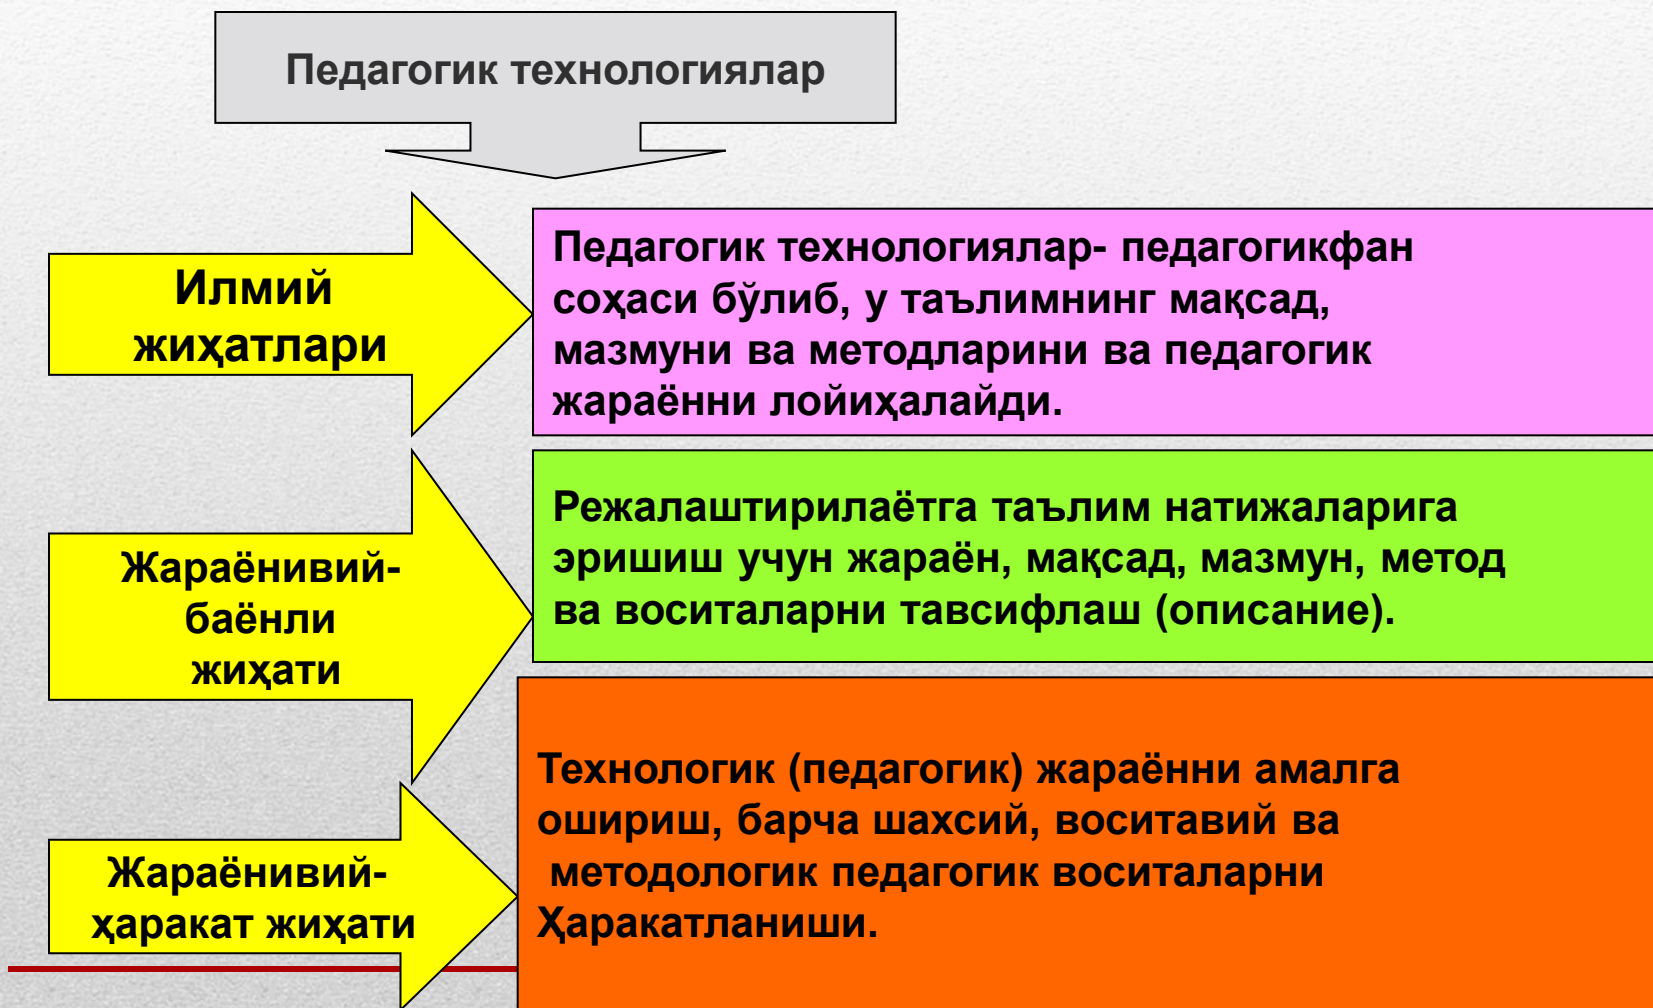 Педагогик технологиялар
Илмий
жиҳатлари
Педагогик технологиялар- педагогикфан
соҳаси бўлиб, у таълимнинг мақсад,
мазмуни ва методларини ва педагогик
жараённи лойиҳалайди.
Жараёнивий-
баёнли
жиҳати
Режалаштирилаётга таълим натижаларига
эришиш учун жараён, мақсад, мазмун, метод
ва воситаларни тавсифлаш (описание).
Жараёнивий-
ҳаракат жиҳати
Технологик (педагогик) жараённи амалга
ошириш, барча шахсий, воситавий ва
методологик педагогик воситаларни
Ҳаракатланиши.